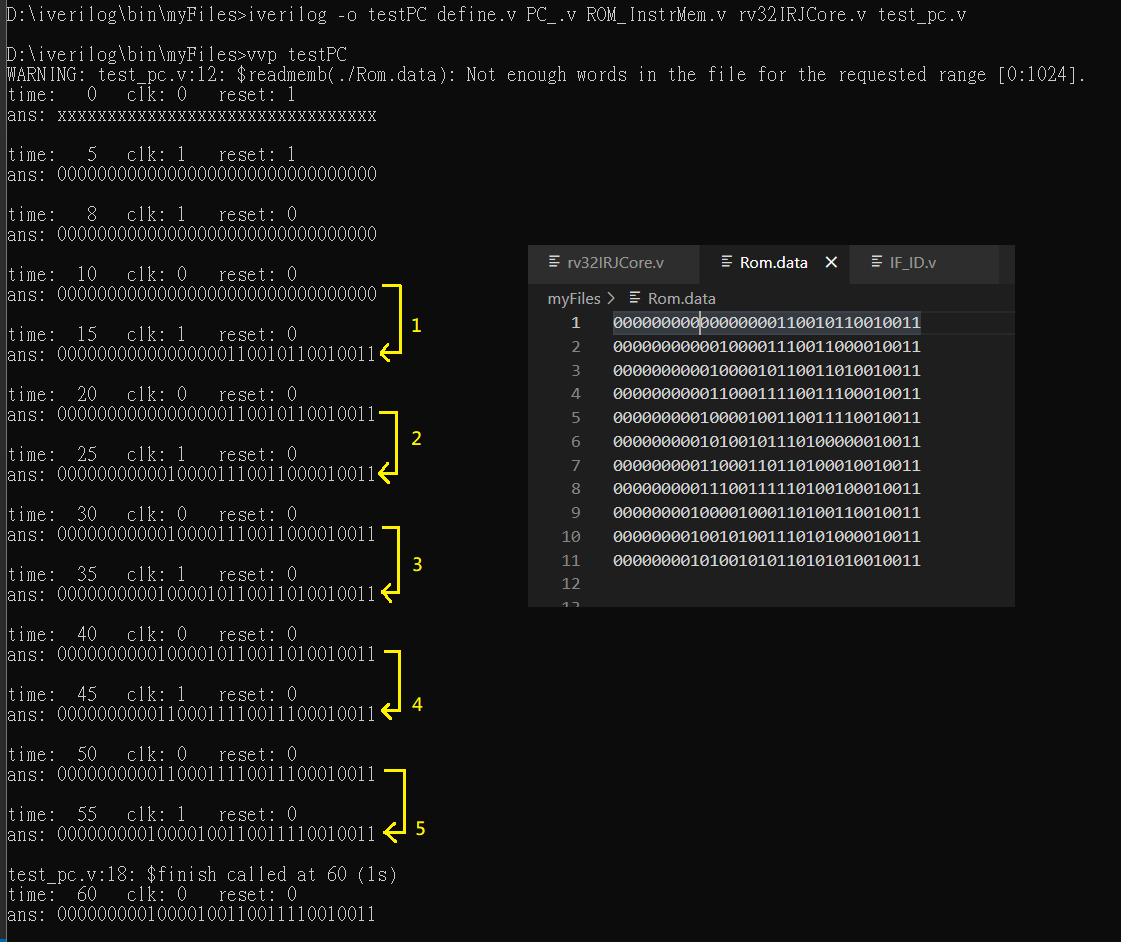 D:\iverilog\bin\myFiles>iverilog -o testPC define.v PC_.v ROM_InstrMem.v rv32IRJCore.v test_pc.v
D:\iverilog\bin\myFiles>vvp testPC
WARNING: test_pc.v:12: $readmemb(./Rom.data): Not enough words in the file for the requested range [0:1024].
time:   0   clk: 0   reset: 1
ans: xxxxxxxxxxxxxxxxxxxxxxxxxxxxxxxx
time:   5   clk: 1   reset: 1
ans: 00000000000000000000000000000000
time:   8   clk: 1   reset: 0
ans: 00000000000000000000000000000000
time:  10   clk: 0   reset: 0
ans: 00000000000000000000000000000000
1
time:  15   clk: 1   reset: 0
ans: 00000000000000000110010110010011
time:  20   clk: 0   reset: 0
ans: 00000000000000000110010110010011
2
time:  25   clk: 1   reset: 0
ans: 00000000000100001110011000010011
time:  30   clk: 0   reset: 0
ans: 00000000000100001110011000010011
3
time:  35   clk: 1   reset: 0
ans: 00000000001000010110011010010011
time:  40   clk: 0   reset: 0
ans: 00000000001000010110011010010011
4
time:  45   clk: 1   reset: 0
ans: 00000000001100011110011100010011
time:  50   clk: 0   reset: 0
ans: 00000000001100011110011100010011
5
time:  55   clk: 1   reset: 0
ans: 00000000010000100110011110010011
test_pc.v:18: $finish called at 60 (1s)
time:  60   clk: 0   reset: 0
ans: 00000000010000100110011110010011
rv32IRJCore.v   Rom.data   IF_ID.v
myFiles > Rom.data
1 00000000000000000110010110010011
2 00000000000100001110011000010011
3 00000000001000010110011010010011
4 00000000001100011110011100010011
5 00000000010000100110011110010011
6 00000000010100101110100000010011
7 00000000011000110110100010010011
8 00000000011100111110100100010011
9 00000000100001000110100110010011
10 00000000100101001110101000010011
11 00000000101001010110101010010011
12